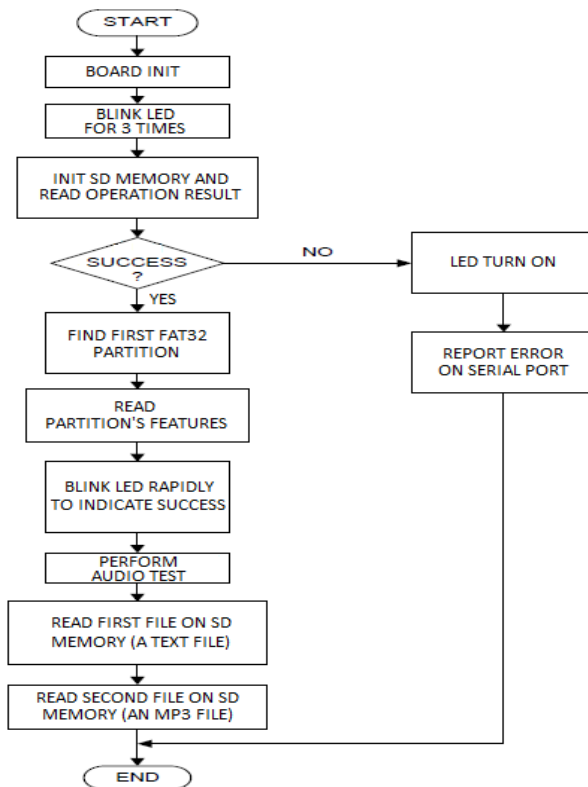 START
BOARD INIT
BLINK LED
FOR 3 TIMES
INIT SD MEMORY AND
READ OPERATION RESULT
SUCCESS
?
NO
LED TURN ON
YES
FIND FIRST FAT32
PARTITION
REPORT ERROR
ON SERIAL PORT
READ
PARTITION'S FEATURES
BLINK LED RAPIDLY
TO INDICATE SUCCESS
PERFORM
AUDIO TEST
READ FIRST FILE ON SD
MEMORY (A TEXT FILE)
READ SECOND FILE ON SD
MEMORY (AN MP3 FILE)
END